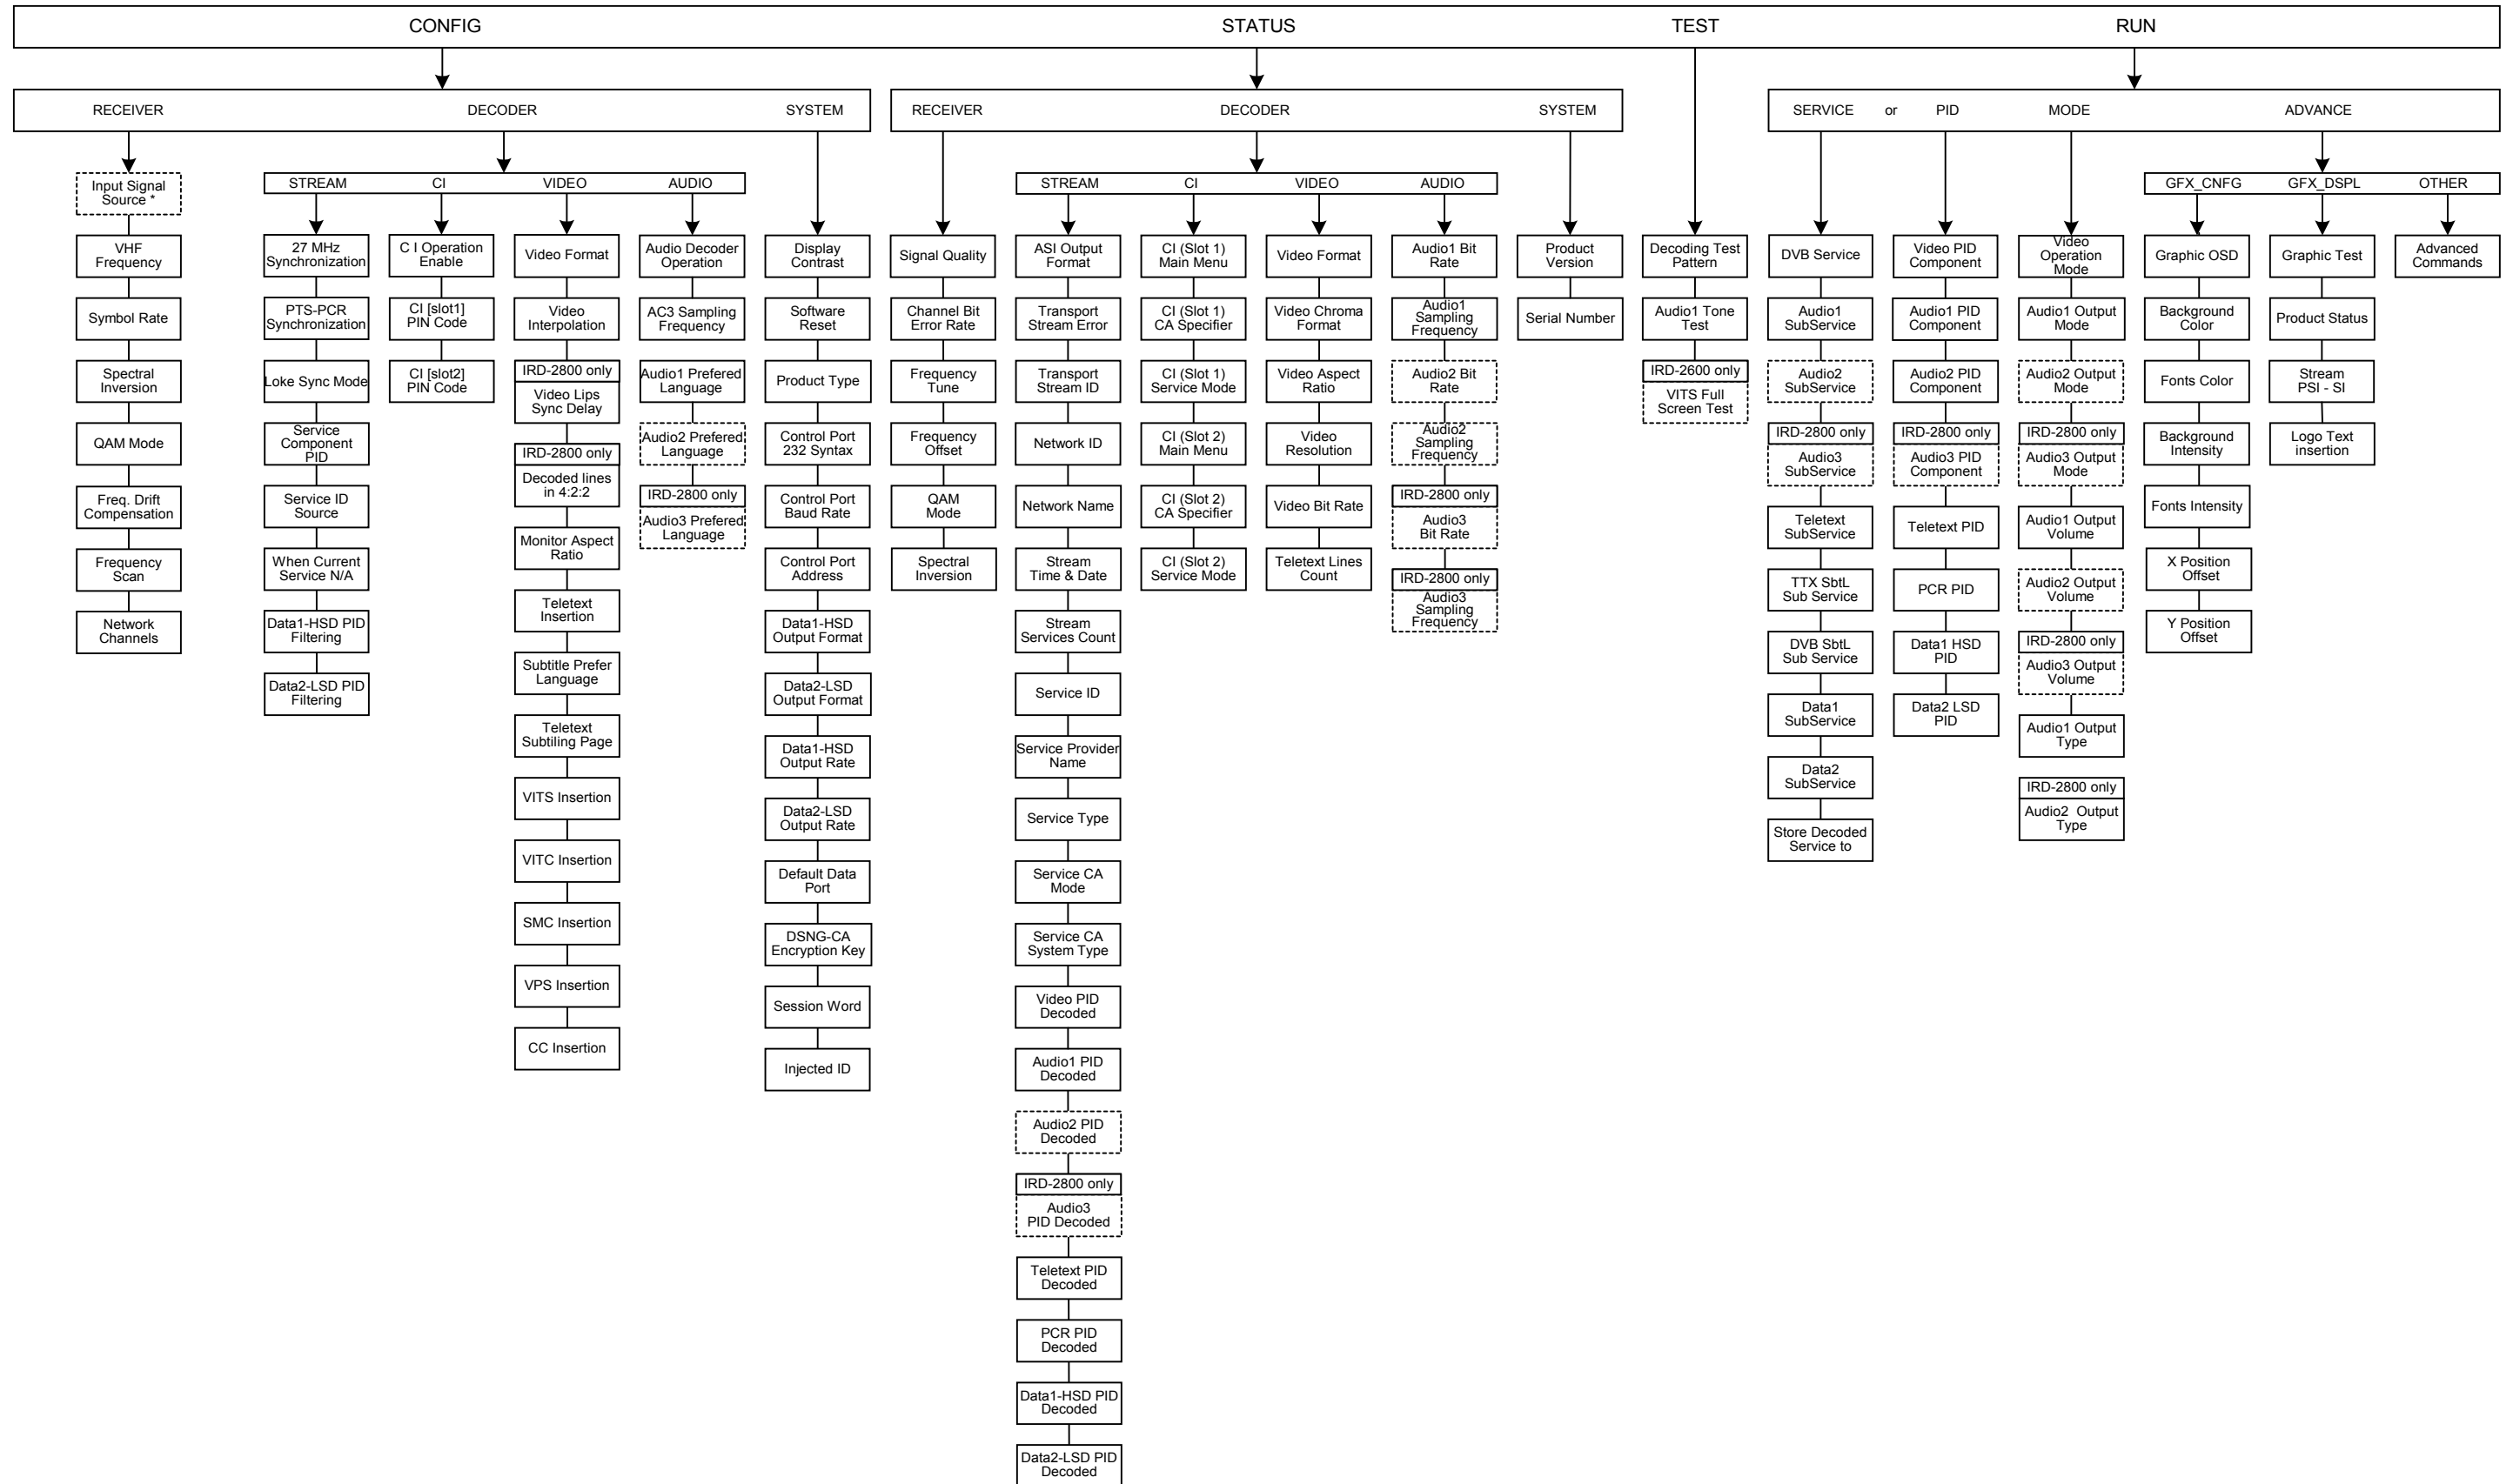 CONFIG STATUS TEST RUN
RECEIVER DECODER SYSTEM
RECEIVER DECODER SYSTEM
SERVICE or PID MODE ADVANCE
Input Signal
Source *
VHF
Frequency
Symbol Rate
Spectral
Inversion
QAM Mode
Freq. Drift
Compensation
Frequency
Scan
Network
Channels
STREAM CI VIDEO AUDIO
27 MHz
Synchronization
PTS-PCR
Synchronization
Loke Sync Mode
Service
Component
PID
Service ID
Source
When Current
Service N/A
Data1-HSD PID
Filtering
Data2-LSD PID
Filtering
C I Operation
Enable
CI [slot1]
PIN Code
CI [slot2]
PIN Code
Video Format
Video
Interpolation
IRD-2800 only
Video Lips
Sync Delay
IRD-2800 only
Decoded lines
in 4:2:2
Monitor Aspect
Ratio
Teletext
Insertion
Subtitle Prefer
Language
Teletext
Subtiling Page
VITS Insertion
VITC Insertion
SMC Insertion
VPS Insertion
CC Insertion
Audio Decoder
Operation
AC3 Sampling
Frequency
Audio1 Prefered
Language
Audio2 Prefered
Language
IRD-2800 only
Audio3 Prefered
Language
Display
Contrast
Software
Reset
Product Type
Control Port
232 Syntax
Control Port
Baud Rate
Control Port
Address
Data1-HSD
Output Format
Data2-LSD
Output Format
Data1-HSD
Output Rate
Data2-LSD
Output Rate
Default Data
Port
DSNG-CA
Encryption Key
Session Word
Injected ID
Signal Quality
Channel Bit
Error Rate
Frequency
Tune
Frequency
Offset
QAM
Mode
Spectral
Inversion
STREAM CI VIDEO AUDIO
ASI Output
Format
Transport
Stream Error
Transport
Stream ID
Network ID
Network Name
Stream
Time & Date
Stream
Services Count
Service ID
Service Provider
Name
Service Type
Service CA
Mode
Service CA
System Type
Video PID
Decoded
Audio1 PID
Decoded
Audio2 PID
Decoded
IRD-2800 only
Audio3
PID Decoded
Teletext PID
Decoded
PCR PID
Decoded
Data1-HSD PID
Decoded
Data2-LSD PID
Decoded
CI (Slot 1)
Main Menu
CI (Slot 1)
CA Specifier
CI (Slot 1)
Service Mode
CI (Slot 2)
Main Menu
CI (Slot 2)
CA Specifier
CI (Slot 2)
Service Mode
Video Format
Video Chroma
Format
Video Aspect
Ratio
Video
Resolution
Video Bit Rate
Teletext Lines
Count
Audio1 Bit
Rate
Audio1
Sampling
Frequency
Audio2 Bit
Rate
Audio2
Sampling
Frequency
IRD-2800 only
Audio3
Bit Rate
IRD-2800 only
Audio3
Sampling
Frequency
Product
Version
Serial Number
Decoding Test
Pattern
Audio1 Tone
Test
IRD-2600 only
VITS Full
Screen Test
DVB Service
Audio1
SubService
Audio2
SubService
IRD-2800 only
Audio3
SubService
Teletext
SubService
TTX SbtL
Sub Service
DVB SbtL
Sub Service
Data1
SubService
Data2
SubService
Store Decoded
Service to
Video PID
Component
Audio1 PID
Component
Audio2 PID
Component
IRD-2800 only
Audio3 PID
Component
Teletext PID
PCR PID
Data1 HSD
PID
Data2 LSD
PID
Video
Operation
Mode
Audio1 Output
Mode
Audio2 Output
Mode
IRD-2800 only
Audio3 Output
Mode
Audio1 Output
Volume
Audio2 Output
Volume
IRD-2800 only
Audio3 Output
Volume
Audio1 Output
Type
IRD-2800 only
Audio2 Output
Type
GFX_CNFG GFX_DSPL OTHER
Graphic OSD
Background
Color
Fonts Color
Background
Intensity
Fonts Intensity
X Position
Offset
Y Position
Offset
Graphic Test
Product Status
Stream
PSI - SI
Logo Text
insertion
Advanced
Commands